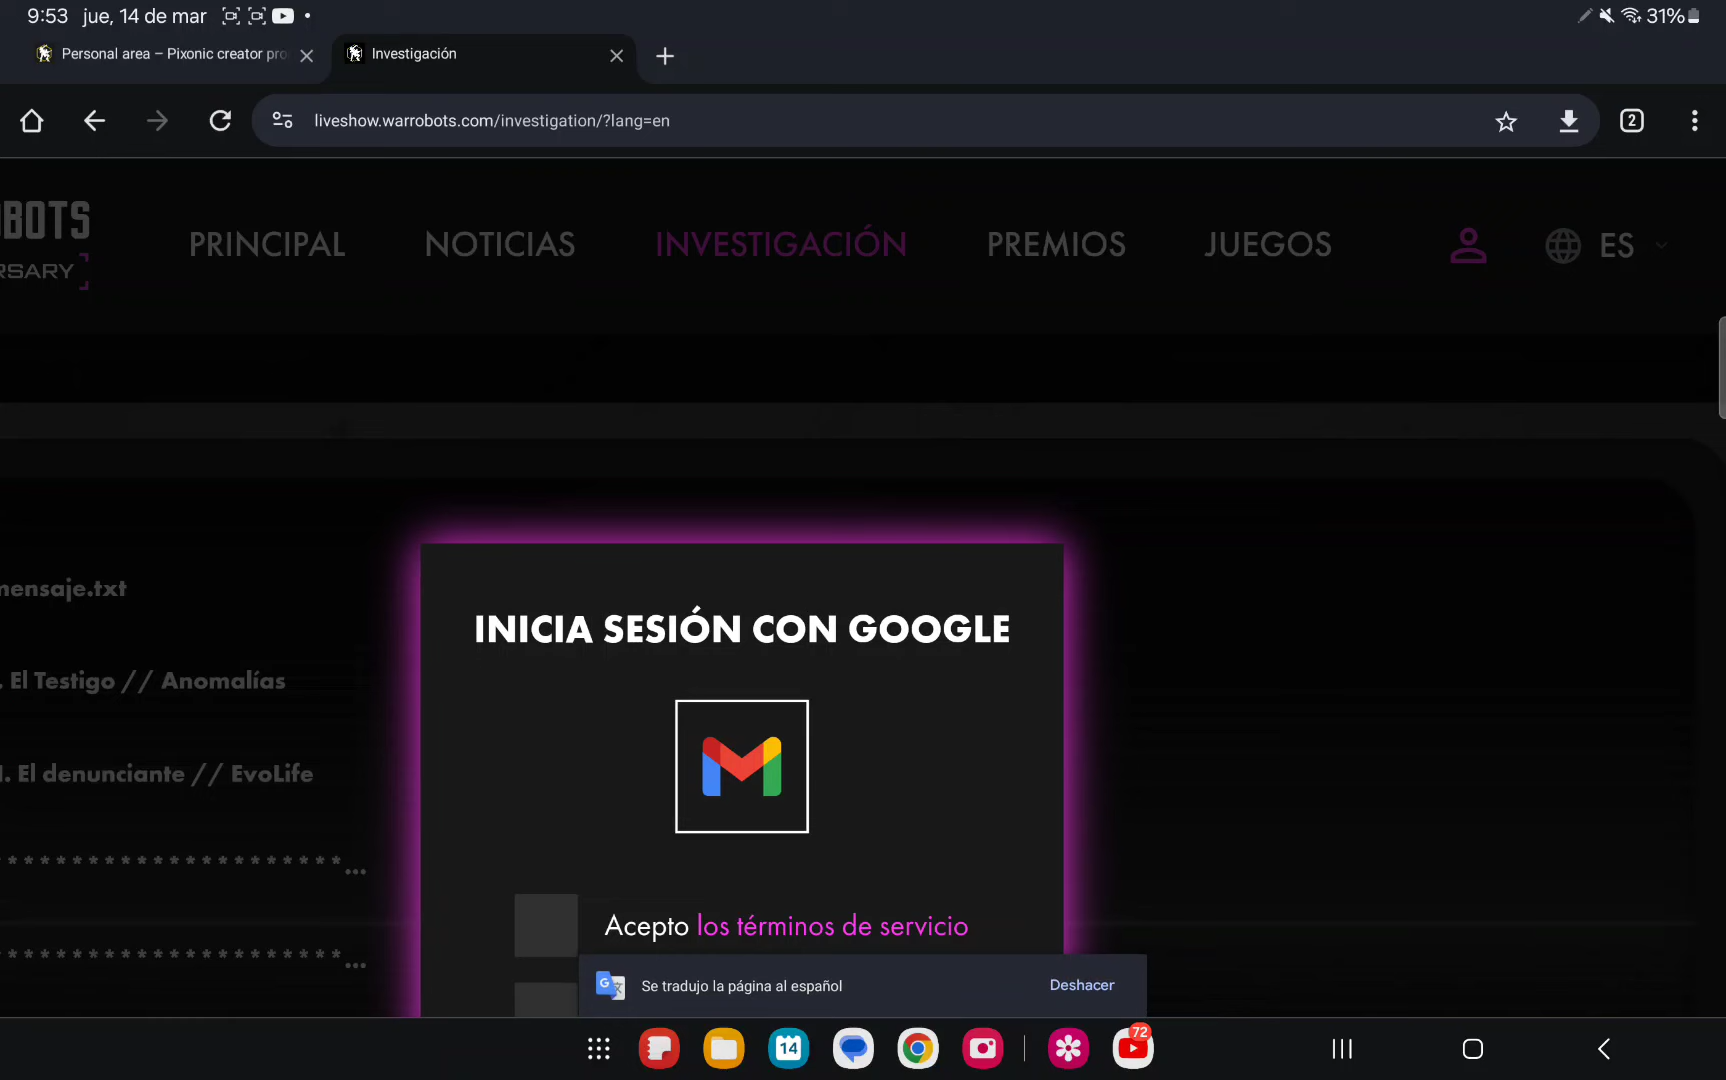 9:53 jue, 14 de mar
31%
Personal area – Pixonic creator pro
Investigación
liveshow.warrobots.com/investigation/?lang=en
2
OBOTS
RSARY
PRINCIPAL
NOTICIAS
INVESTIGACIÓN
PREMIOS
JUEGOS
ES
mensaje.txt
. El Testigo // Anomalías
I. El denunciante // EvoLife
*********************...
*********************...
INICIA SESIÓN CON GOOGLE
Acepto los términos de servicio
Se tradujo la página al español
Deshacer
14
72